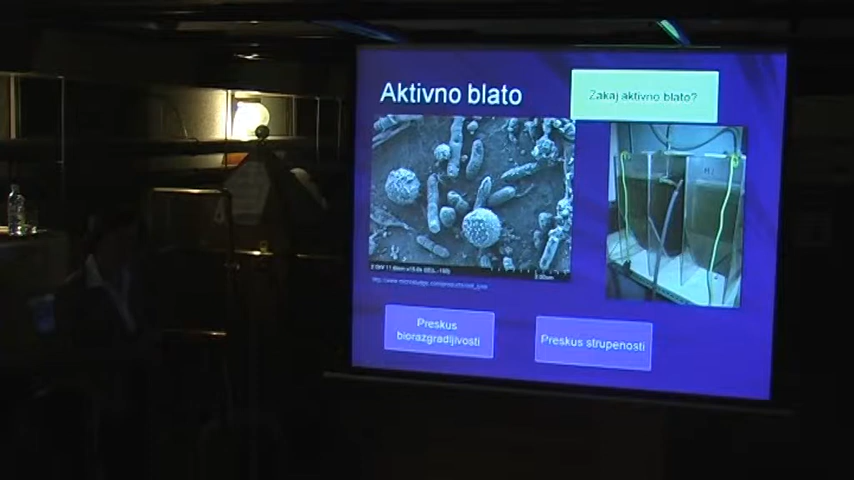 Aktivno blato
Zakaj aktivno blato?
Preskus
biorazgradljivosti
Preskus strupenosti